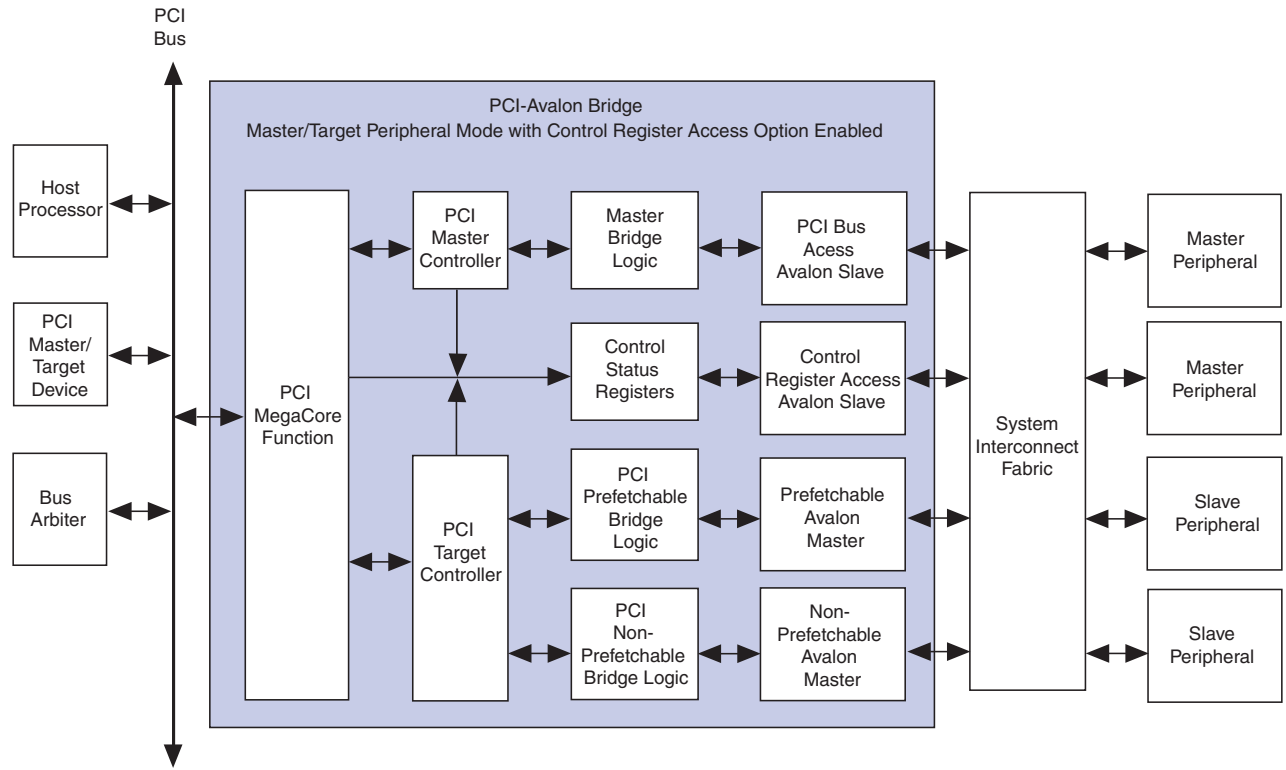 PCI
Bus
PCI-Avalon Bridge
Master/Target Peripheral Mode with Control Register Access Option Enabled
Host
Processor
PCI
Master/
Target
Device
Bus
Arbiter
PCI
MegaCore
Function
PCI
Master
Controller
PCI
Target
Controller
Master
Bridge
Logic
Control
Status
Registers
PCI
Prefetchable
Bridge
Logic
PCI
Non-
Prefetchable
Bridge Logic
PCI Bus
Acess
Avalon Slave
Control
Register Access
Avalon Slave
Prefetchable
Avalon
Master
Non-
Prefetchable
Avalon
Master
System
Interconnect
Fabric
Master
Peripheral
Master
Peripheral
Slave
Peripheral
Slave
Peripheral